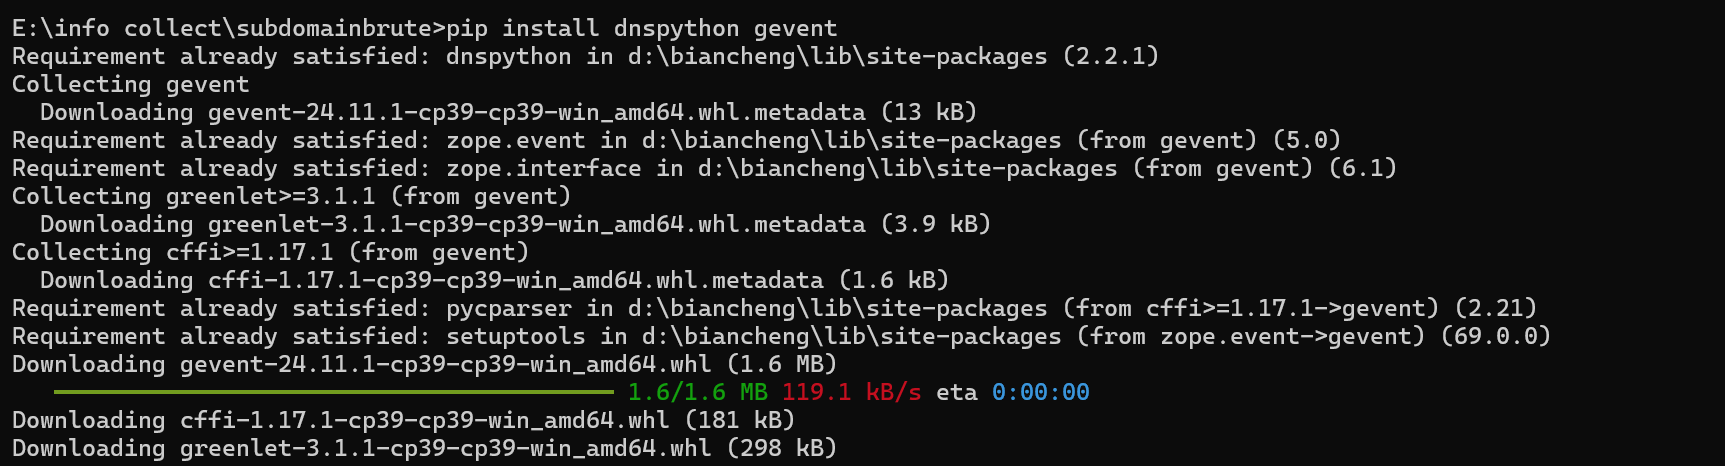 E:\info collect\subdomainbrute>pip install dnspython gevent
Requirement already satisfied: dnspython in d:\biancheng\lib\site-packages (2.2.1)
Collecting gevent
  Downloading gevent-24.11.1-cp39-cp39-win_amd64.whl.metadata (13 kB)
Requirement already satisfied: zope.event in d:\biancheng\lib\site-packages (from gevent) (5.0)
Requirement already satisfied: zope.interface in d:\biancheng\lib\site-packages (from gevent) (6.1)
Collecting greenlet>=3.1.1 (from gevent)
  Downloading greenlet-3.1.1-cp39-cp39-win_amd64.whl.metadata (3.9 kB)
Collecting cffi>=1.17.1 (from gevent)
  Downloading cffi-1.17.1-cp39-cp39-win_amd64.whl.metadata (1.6 kB)
Requirement already satisfied: pycparser in d:\biancheng\lib\site-packages (from cffi>=1.17.1->gevent) (2.21)
Requirement already satisfied: setuptools in d:\biancheng\lib\site-packages (from zope.event->gevent) (69.0.0)
Downloading gevent-24.11.1-cp39-cp39-win_amd64.whl (1.6 MB)
1.6/1.6 MB 119.1 kB/s eta 0:00:00
Downloading cffi-1.17.1-cp39-cp39-win_amd64.whl (181 kB)
Downloading greenlet-3.1.1-cp39-cp39-win_amd64.whl (298 kB)